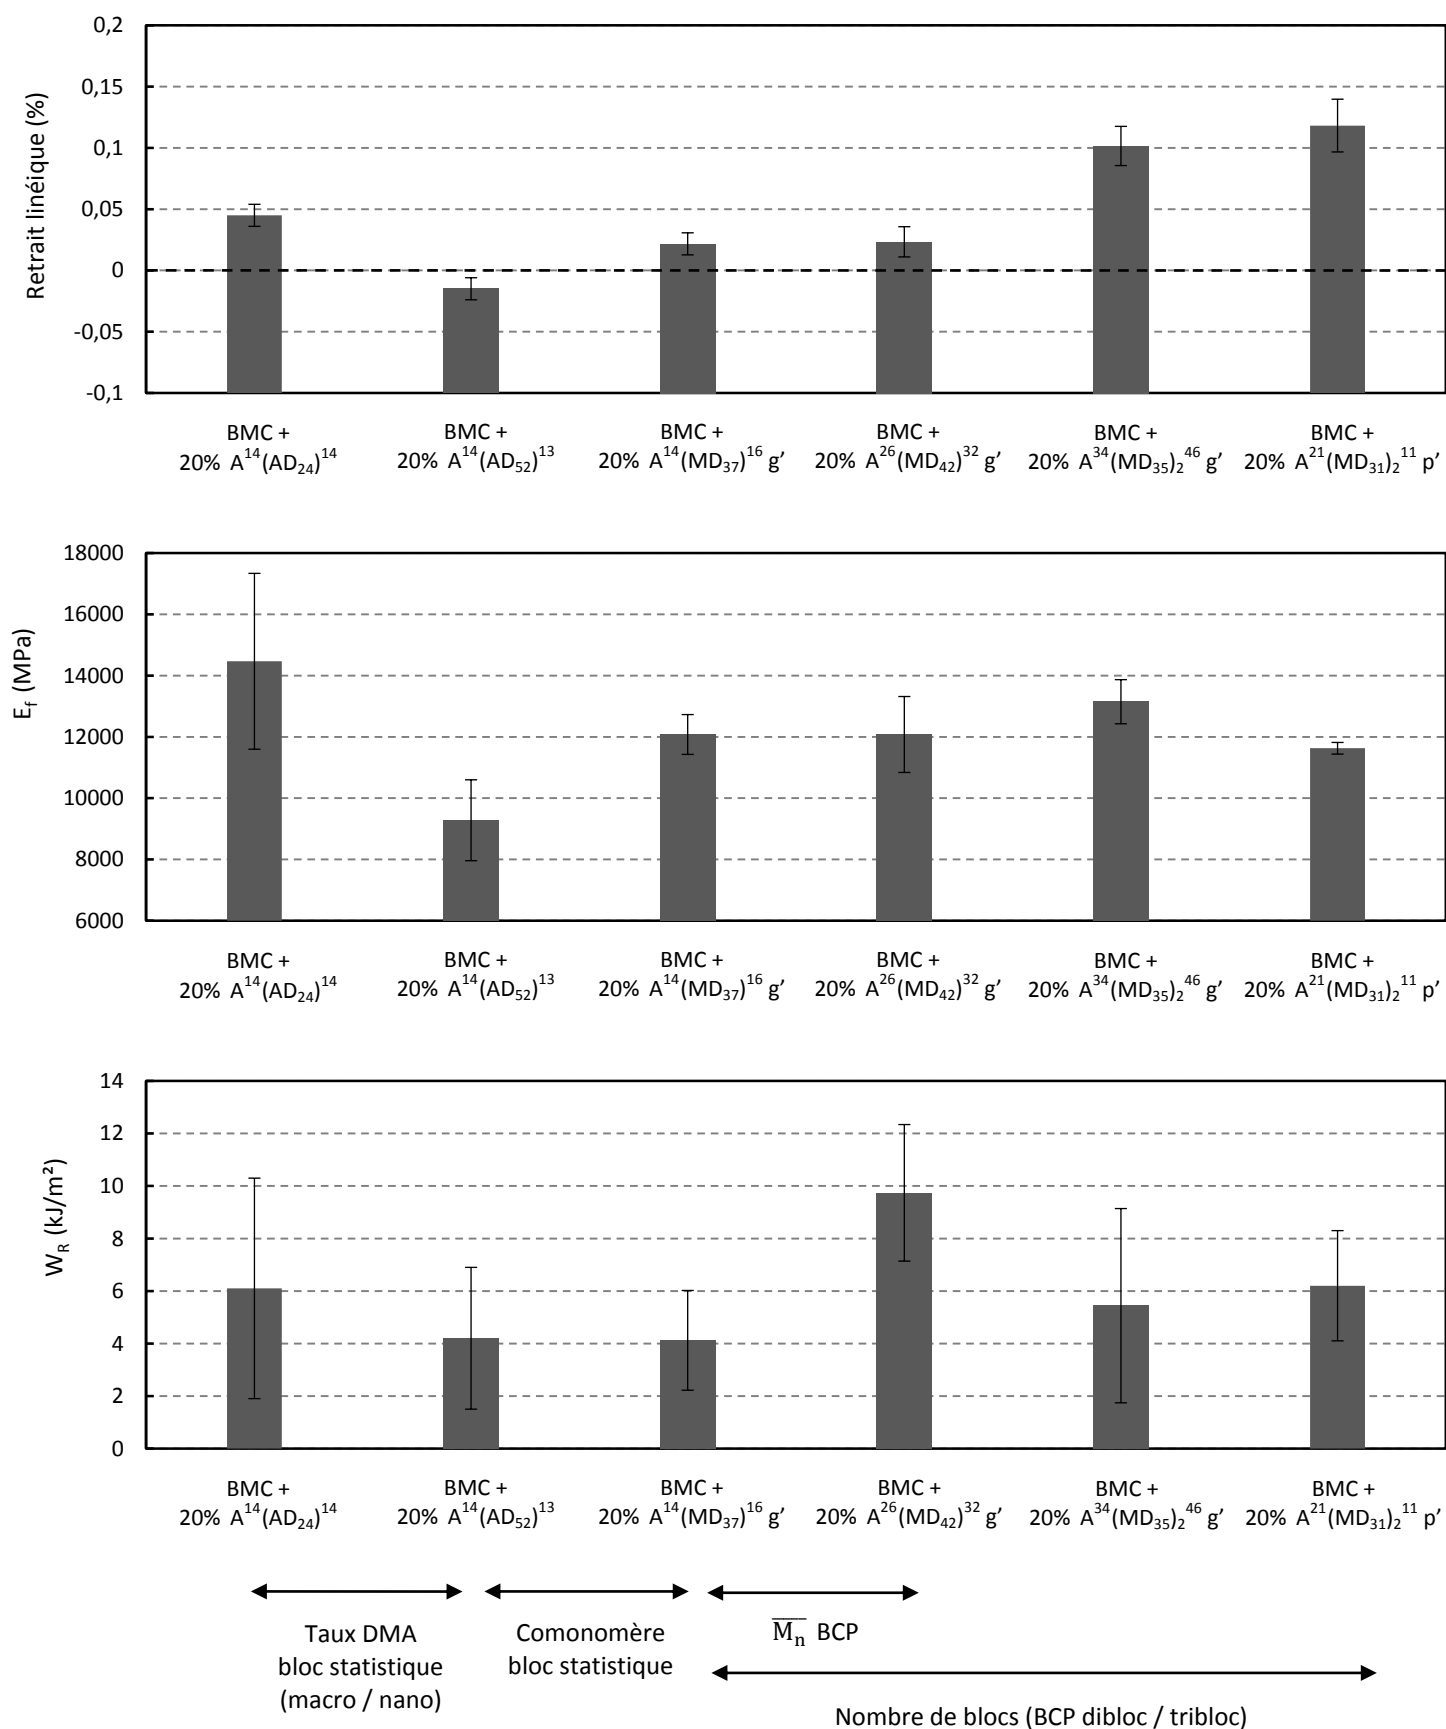 Retrait linéique (%)
0,2
0,15
0,1
0,05
0
-0,05
-0,1
BMC +
20% A¹⁴(AD₂₄)¹⁴
BMC +
20% A¹⁴(AD₅₂)¹³
BMC +
20% A¹⁴(MD₃₇)¹⁶ g’
BMC +
20% A²⁶(MD₄₂)³² g’
BMC +
20% A³⁴(MD₃₅)₂⁴⁶ g’
BMC +
20% A²¹(MD₃₁)₂¹¹ p’
E_f (MPa)
18000
16000
14000
12000
10000
8000
6000
BMC +
20% A¹⁴(AD₂₄)¹⁴
BMC +
20% A¹⁴(AD₅₂)¹³
BMC +
20% A¹⁴(MD₃₇)¹⁶ g’
BMC +
20% A²⁶(MD₄₂)³² g’
BMC +
20% A³⁴(MD₃₅)₂⁴⁶ g’
BMC +
20% A²¹(MD₃₁)₂¹¹ p’
W_R (kJ/m²)
14
12
10
8
6
4
2
0
BMC +
20% A¹⁴(AD₂₄)¹⁴
BMC +
20% A¹⁴(AD₅₂)¹³
BMC +
20% A¹⁴(MD₃₇)¹⁶ g’
BMC +
20% A²⁶(MD₄₂)³² g’
BMC +
20% A³⁴(MD₃₅)₂⁴⁶ g’
BMC +
20% A²¹(MD₃₁)₂¹¹ p’
Taux DMA
bloc statistique
(macro / nano)
Comonomère
bloc statistique
M̅n̅ BCP
Nombre de blocs (BCP dibloc / tribloc)